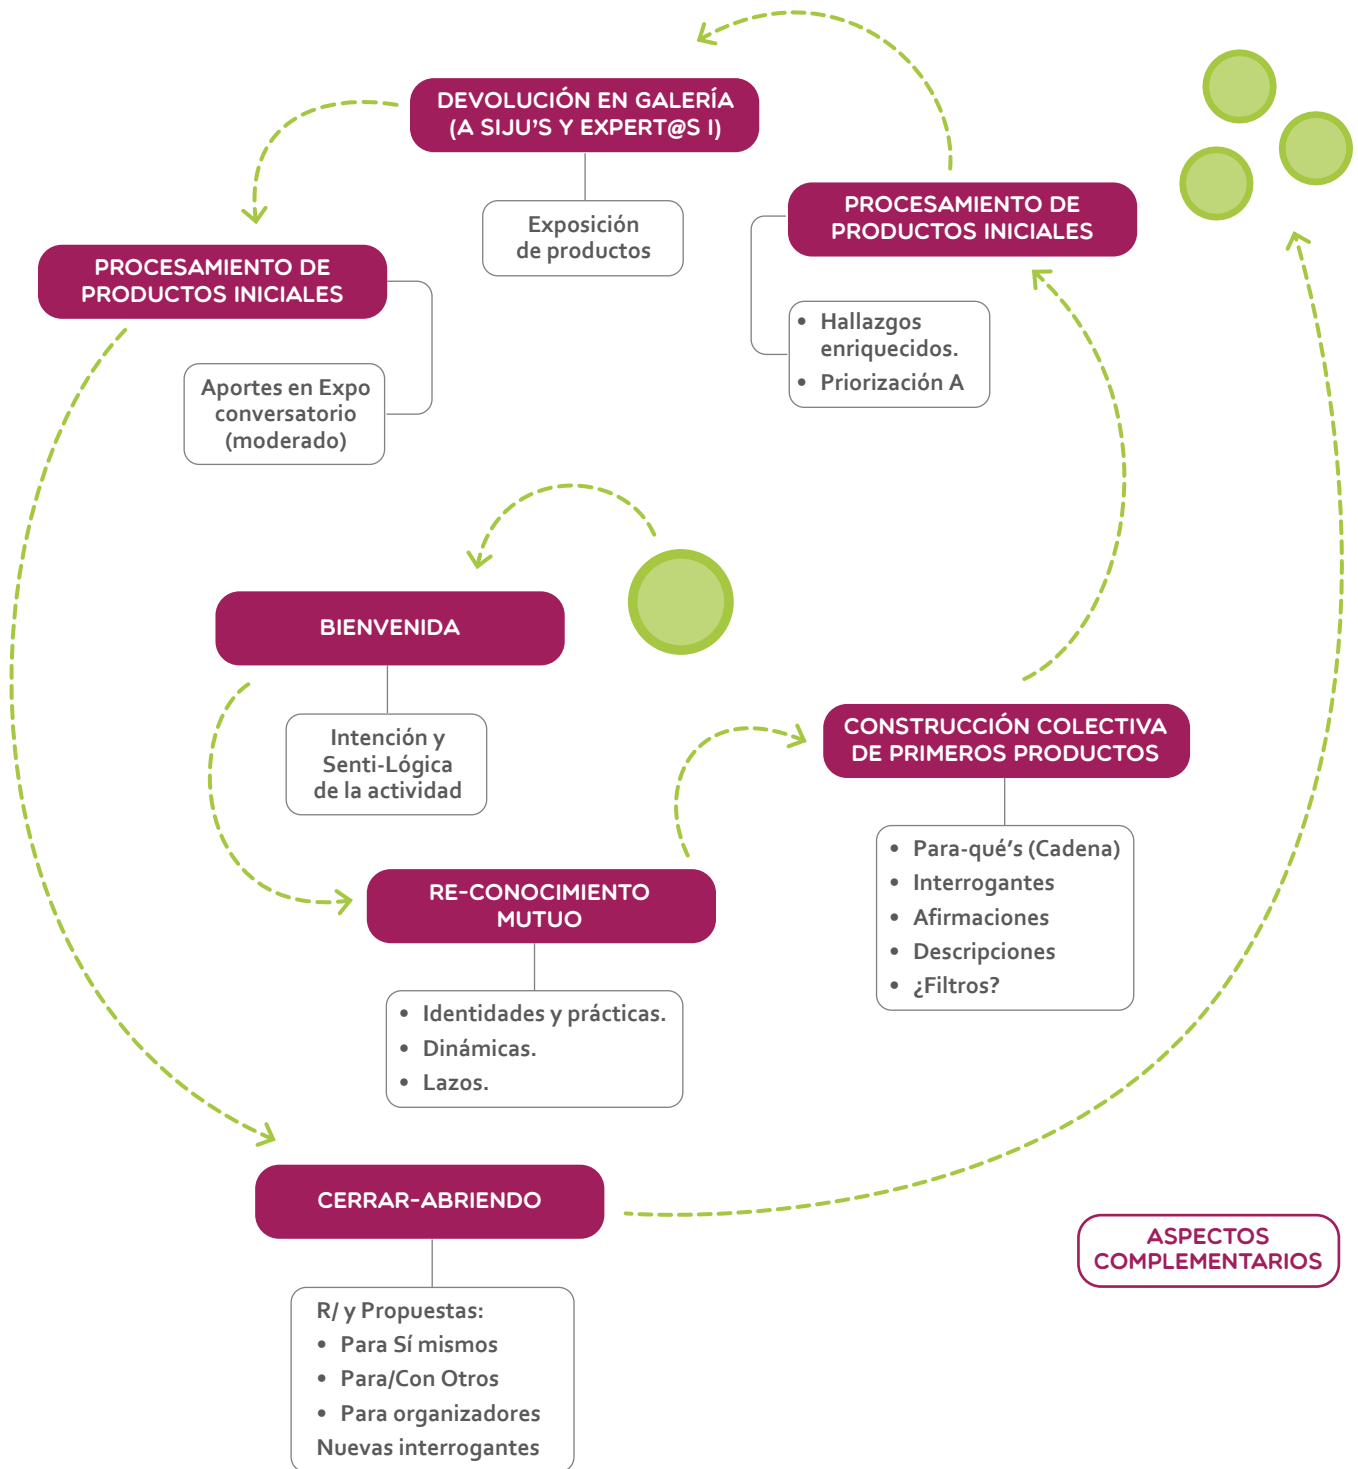 DEVOLUCIÓN EN GALERÍA
(A SIJU'S Y EXPERT@S I)
Exposición
de productos
PROCESAMIENTO DE
PRODUCTOS INICIALES
• Hallazgos
enriquecidos.
• Priorización A
PROCESAMIENTO DE
PRODUCTOS INICIALES
Aportes en Expo
conversatorio
(moderado)
BIENVENIDA
Intención y
Senti-Lógica
de la actividad
CONSTRUCCIÓN COLECTIVA
DE PRIMEROS PRODUCTOS
• Para-qué's (Cadena)
• Interrogantes
• Afirmaciones
• Descripciones
• ¿Filtros?
RE-CONOCIMIENTO
MUTUO
• Identidades y prácticas.
• Dinámicas.
• Lazos.
CERRAR-ABRIENDO
R/ y Propuestas:
• Para Sí mismos
• Para/Con Otros
• Para organizadores
Nuevas interrogantes
ASPECTOS
COMPLEMENTARIOS